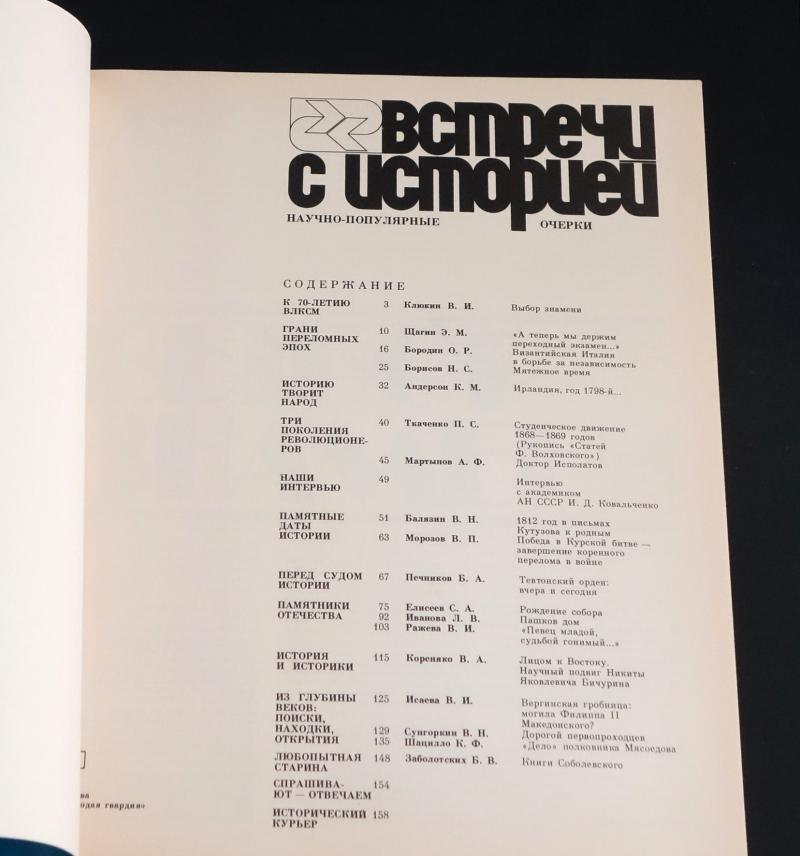 встречи
с историей
НАУЧНО-ПОПУЛЯРНЫЕ ОЧЕРКИ
СОДЕРЖАНИЕ
К 70-ЛЕТИЮ 3 Клюкин В. И. Выбор знамени
ВЛКСМ
ГРАНИ 10 Щагин Э. М. «А теперь мы держим
ПЕРЕЛОМНЫХ переходный экзамен...»
ЭПОХ 16 Бородин О. Р. Византийская Италия
в борьбе за независимость
25 Борисов Н. С. Мятежное время
ИСТОРИЮ 32 Андерсон К. М. Ирландия, год 1798-й...
ТВОРИТ
НАРОД
ТРИ 40 Ткаченко П. С. Студенческое движение
ПОКОЛЕНИЯ 1868—1869 годов
РЕВОЛЮЦИОНЕ- (Рукопись «Статей
РОВ Ф. Волховского»)
45 Мартынов А. Ф. Доктор Исполатов
НАШИ 49 Интервью
ИНТЕРВЬЮ с академиком
АН СССР И. Д. Ковальченко
ПАМЯТНЫЕ 51 Балязин В. Н. 1812 год в письмах
ДАТЫ Кутузова к родным
ИСТОРИИ 63 Морозов В. П. Победа в Курской битве —
завершение коренного
перелома в войне
ПЕРЕД СУДОМ 67 Печников Б. А. Тевтонский орден:
ИСТОРИИ вчера и сегодня
ПАМЯТНИКИ 75 Елисеев С. А. Рождение собора
ОТЕЧЕСТВА 92 Иванова Л. В. Пашков дом
103 Ражева В. И. «Певец младой,
судьбой гонимый...»
ИСТОРИЯ 115 Кореняко В. А. Лицом к Востоку.
И ИСТОРИКИ Научный подвиг Никиты
Яковлевича Бичурина
ИЗ ГЛУБИНЫ 125 Исаева В. И. Вергинская гробница:
ВЕКОВ: могила Филиппа II
ПОИСКИ, Македонского?
НАХОДКИ, 129 Сунгоркин В. Н. Дорогой первопроходцев
ОТКРЫТИЯ 135 Шацилло К. Ф. «Дело» полковника Мясоедова
ЛЮБОПЫТНАЯ 148 Заболотских Б. В. Книги Соболевского
СТАРИНА
СПРАШИВА- 154
ЮТ — ОТВЕЧАЕМ
ИСТОРИЧЕСКИЙ 158
КУРЬЕР
ва
одая гвардия»